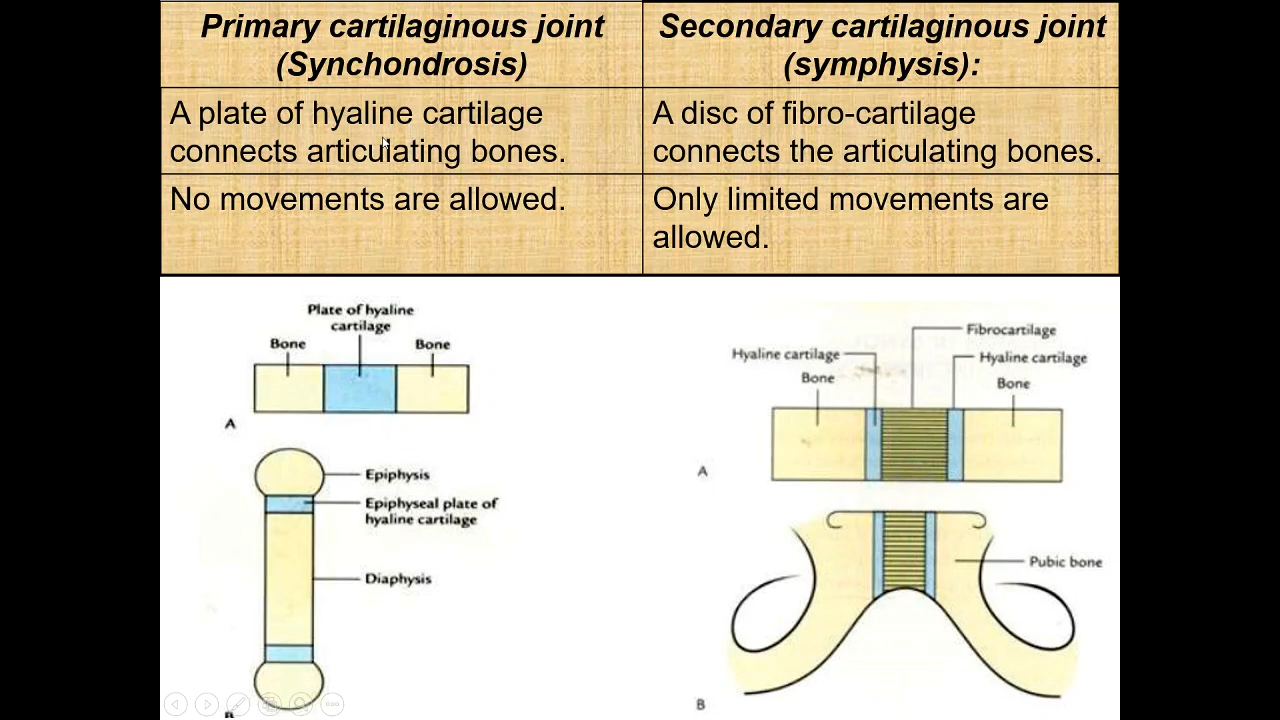 Primary cartilaginous joint
(Synchondrosis)
Secondary cartilaginous joint
(symphysis):
A plate of hyaline cartilage
connects articulating bones.
A disc of fibro-cartilage
connects the articulating bones.
No movements are allowed.
Only limited movements are
allowed.
Plate of hyaline
cartilage
Bone
Bone
A
Epiphysis
Epiphyseal plate of
hyaline cartilage
Diaphysis
B
Fibrocartilage
Hyaline cartilage
Hyaline cartilage
Bone
Bone
A
Pubic bone
B